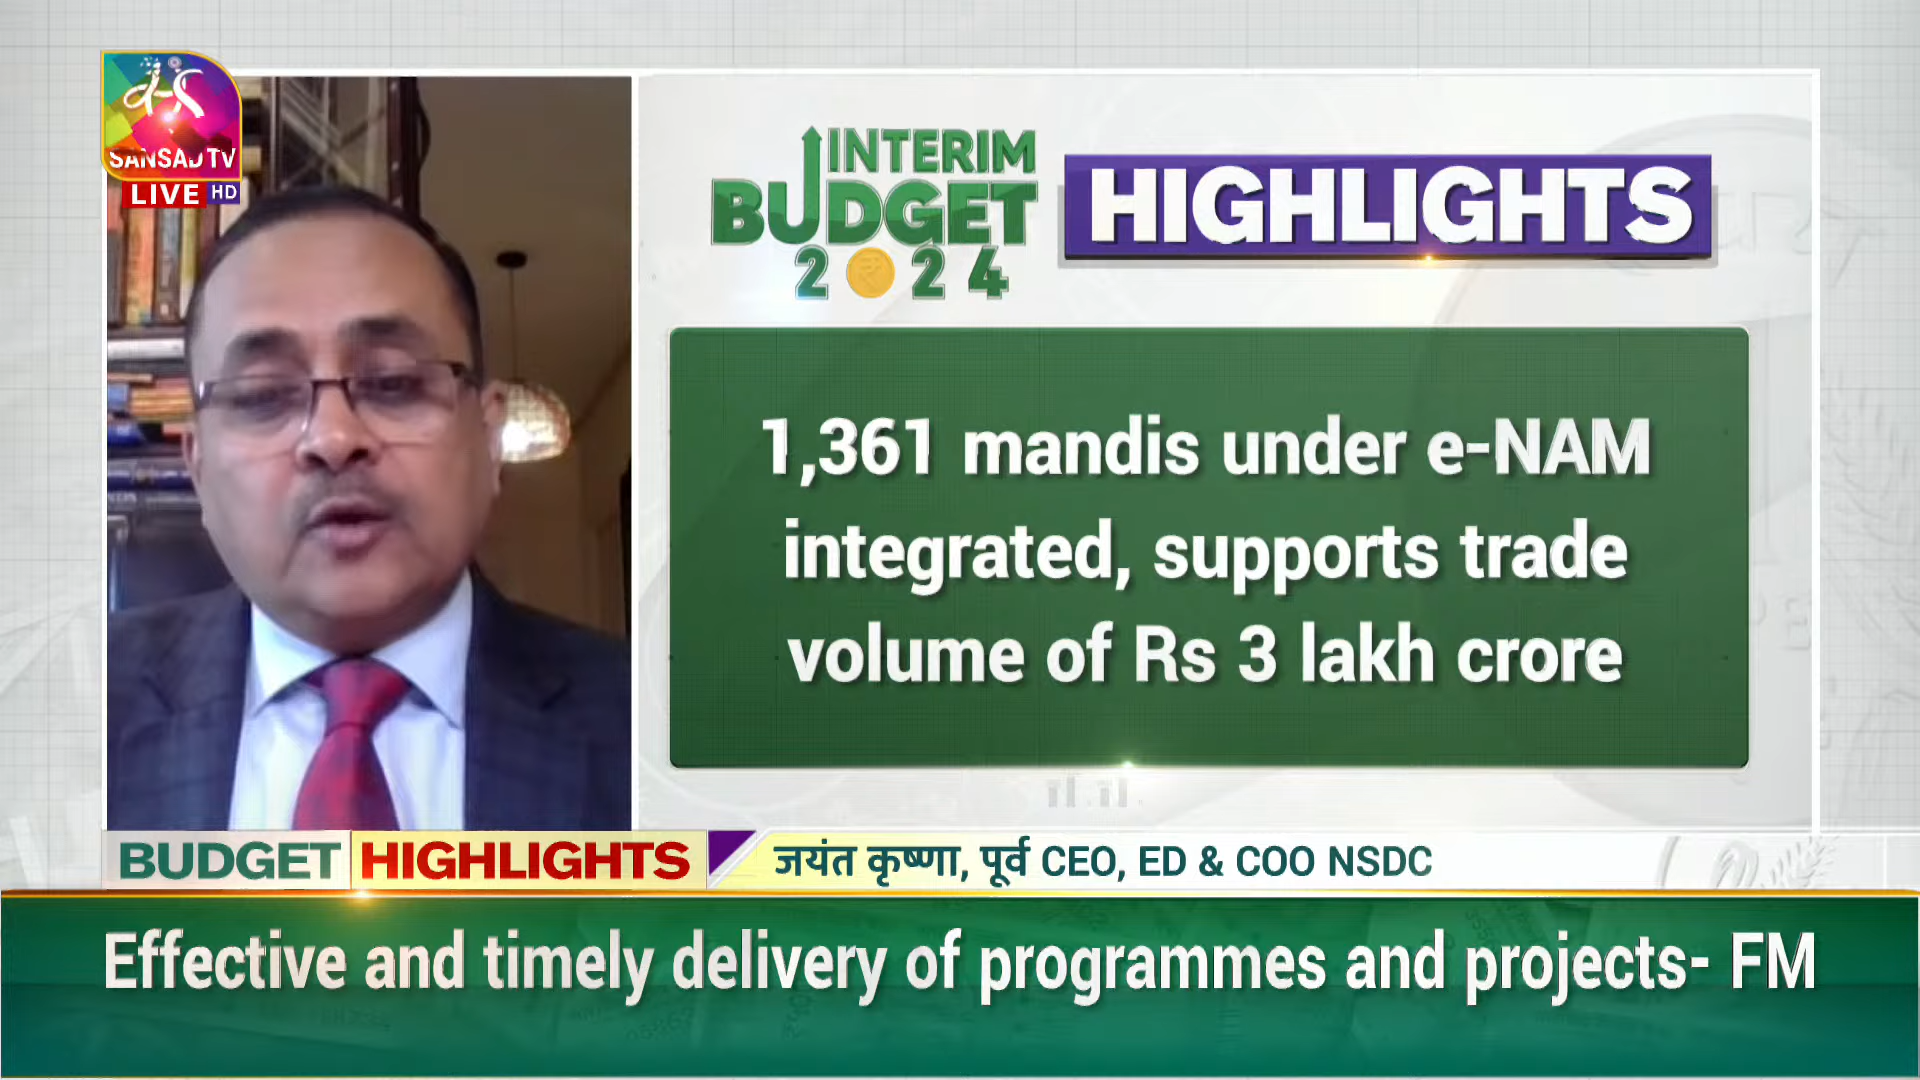 SANSAD TV
LIVE HD
INTERIM
BUDGET
2024
HIGHLIGHTS
1,361 mandis under e-NAM
integrated, supports trade
volume of Rs 3 lakh crore
BUDGET HIGHLIGHTS
जयंत कृष्णा, पूर्व CEO, ED & COO NSDC
Effective and timely delivery of programmes and projects- FM